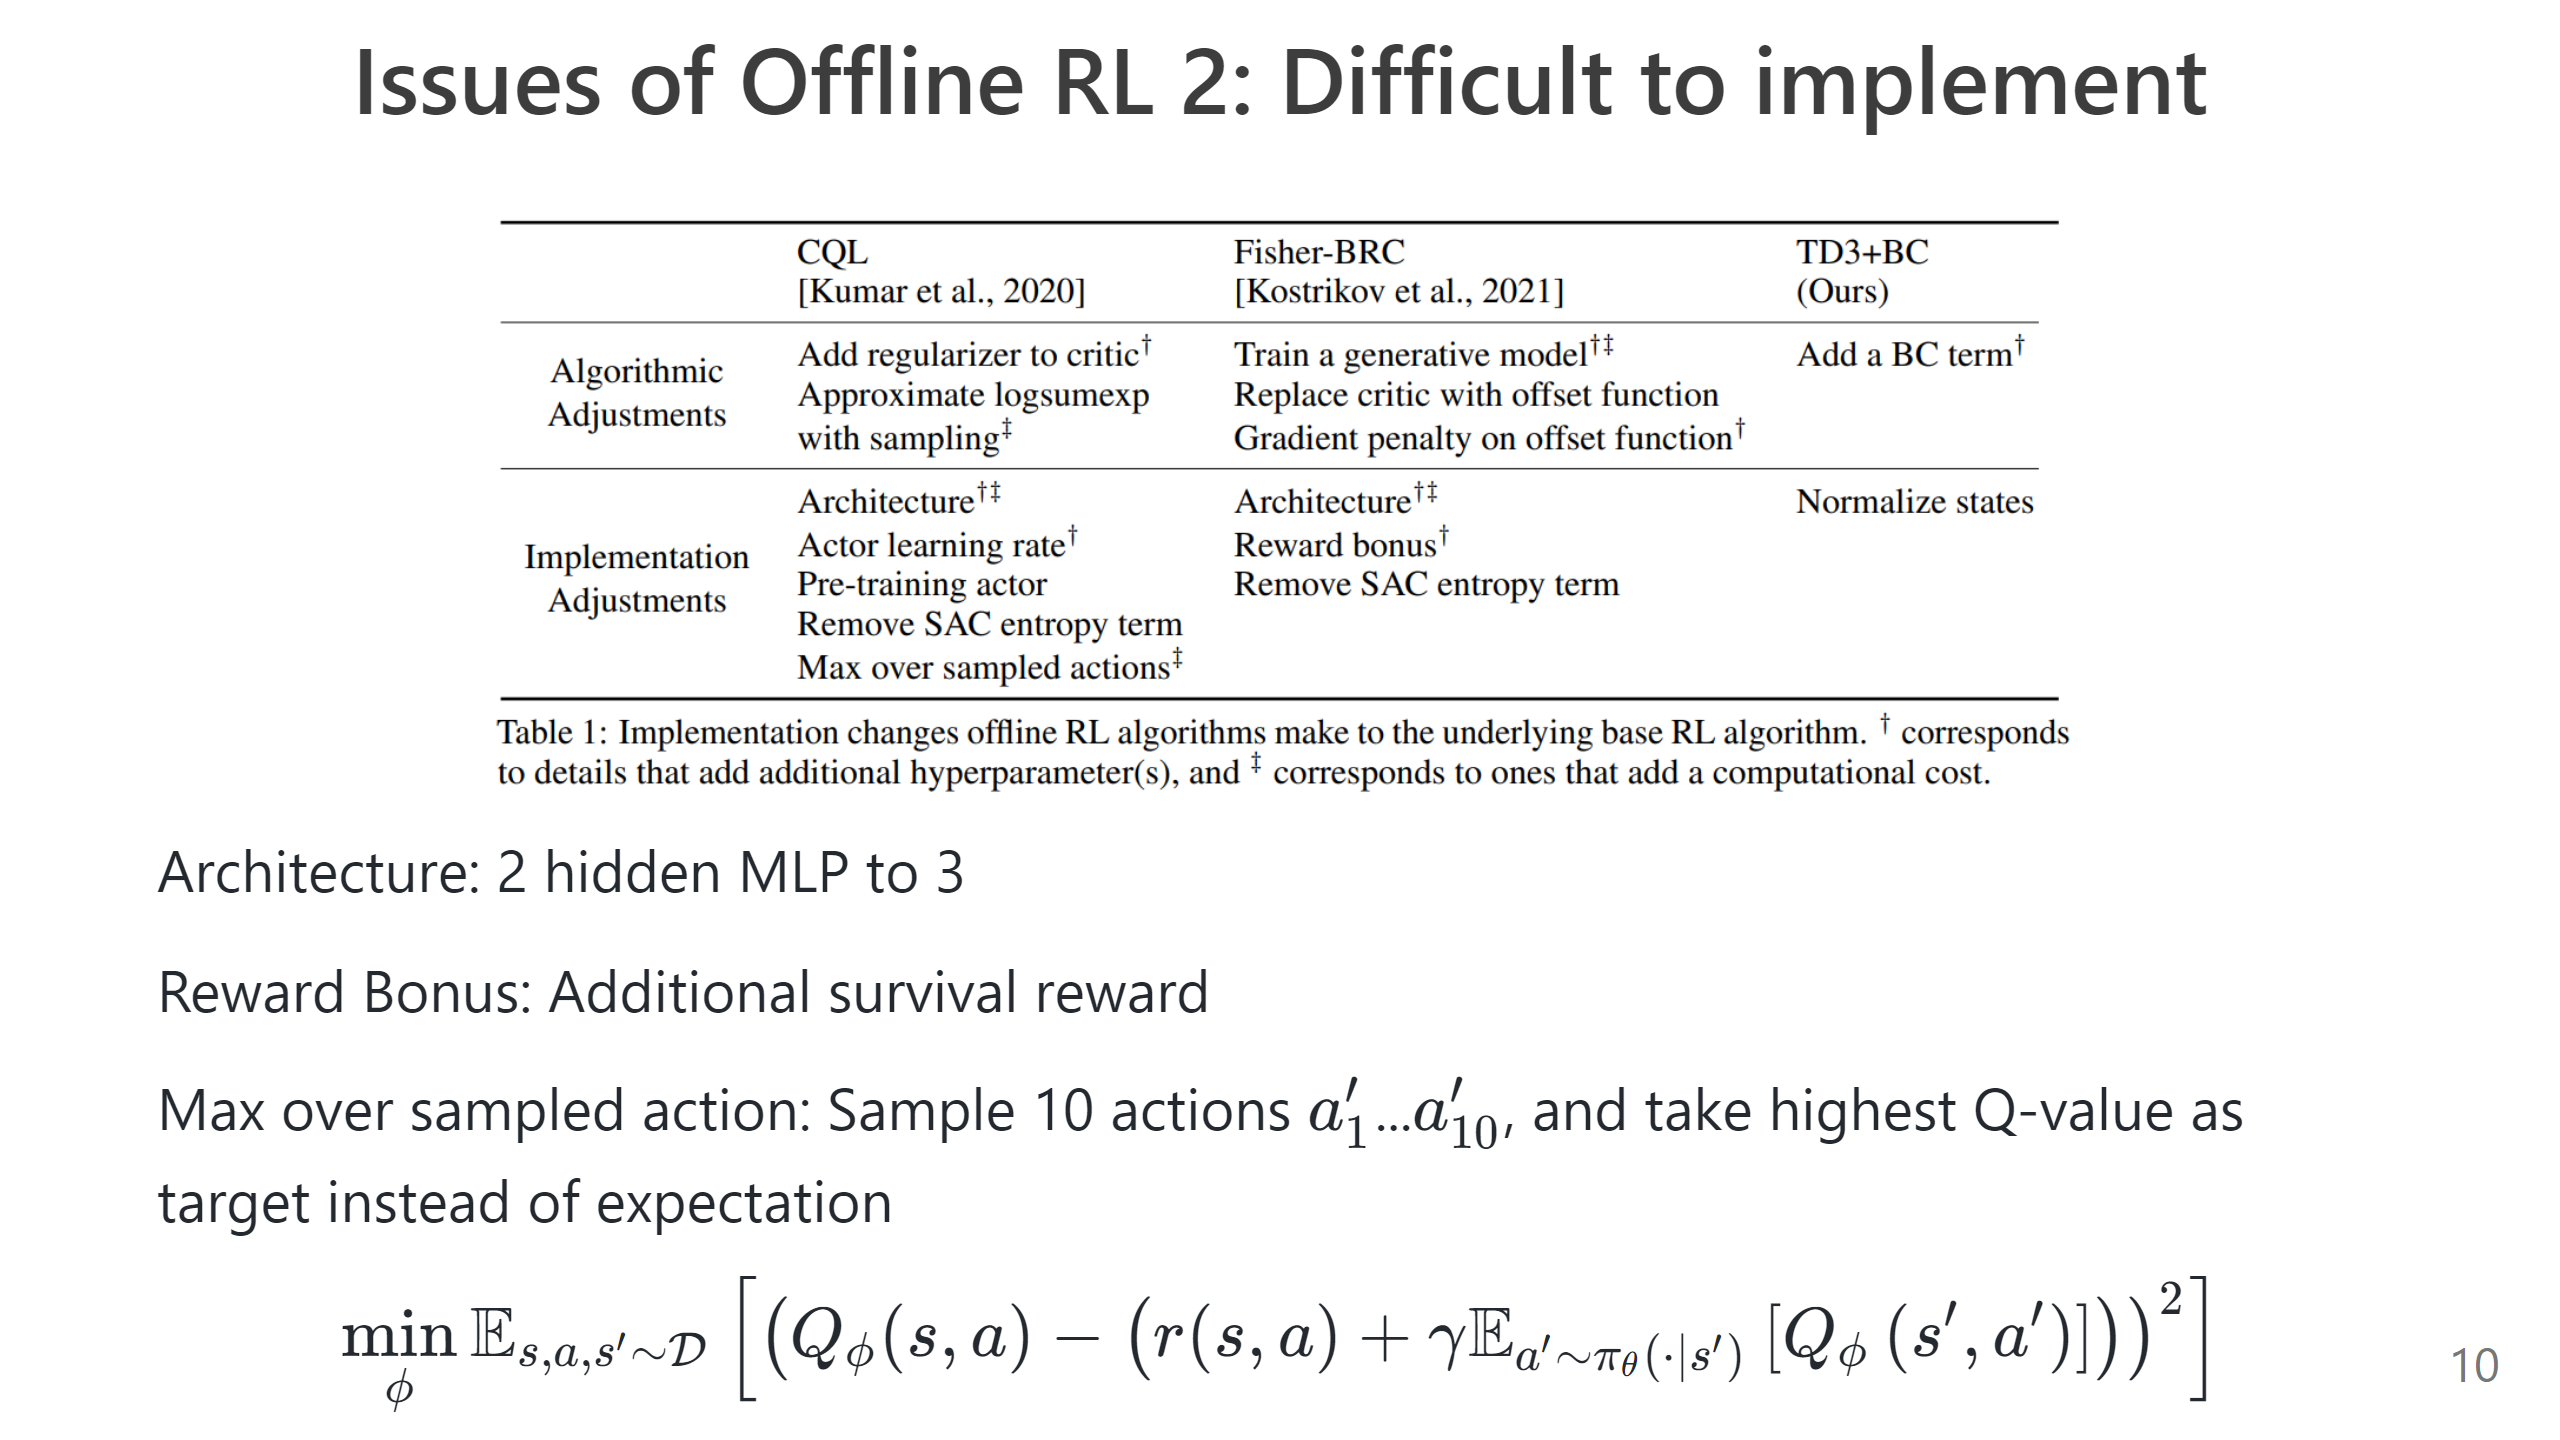 Issues of Offline RL 2: Difficult to implement
CQL Fisher-BRC TD3+BC
[Kumar et al., 2020] [Kostrikov et al., 2021] (Ours)
Algorithmic Adjustments
Add regularizer to critic†
Approximate logsumexp
with sampling‡
Train a generative model†‡
Replace critic with offset function
Gradient penalty on offset function†
Add a BC term†
Implementation Adjustments
Architecture†‡
Actor learning rate†
Pre-training actor
Remove SAC entropy term
Max over sampled actions‡
Architecture†‡
Reward bonus†
Remove SAC entropy term
Normalize states
Table 1: Implementation changes offline RL algorithms make to the underlying base RL algorithm. † corresponds
to details that add additional hyperparameter(s), and ‡ corresponds to ones that add a computational cost.
Architecture: 2 hidden MLP to 3
Reward Bonus: Additional survival reward
Max over sampled action: Sample 10 actions a′₁...a′₁₀, and take highest Q-value as
target instead of expectation
min_ϕ 𝔼_{s,a,s′∼𝒟} [(Q_ϕ(s, a) − (r(s, a) + γ𝔼_{a′∼π_θ(·|s′)} [Q_ϕ (s′, a′)]))²]
10